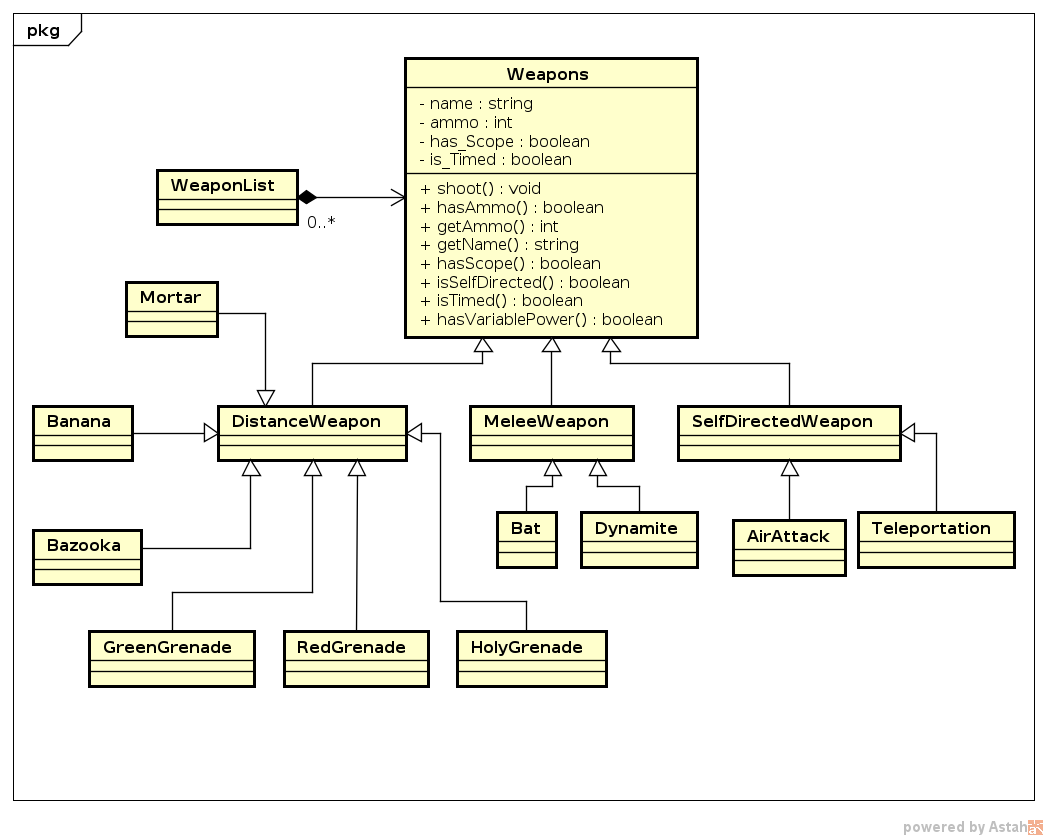 pkg
Weapons
- name : string
- ammo : int
- has_Scope : boolean
- is_Timed : boolean
+ shoot() : void
+ hasAmmo() : boolean
+ getAmmo() : int
+ getName() : string
+ hasScope() : boolean
+ isSelfDirected() : boolean
+ isTimed() : boolean
+ hasVariablePower() : boolean
WeaponList
0..*
Mortar
Banana
DistanceWeapon
MeleeWeapon
SelfDirectedWeapon
Bazooka
Bat
Dynamite
AirAttack
Teleportation
GreenGrenade
RedGrenade
HolyGrenade
powered by Astah